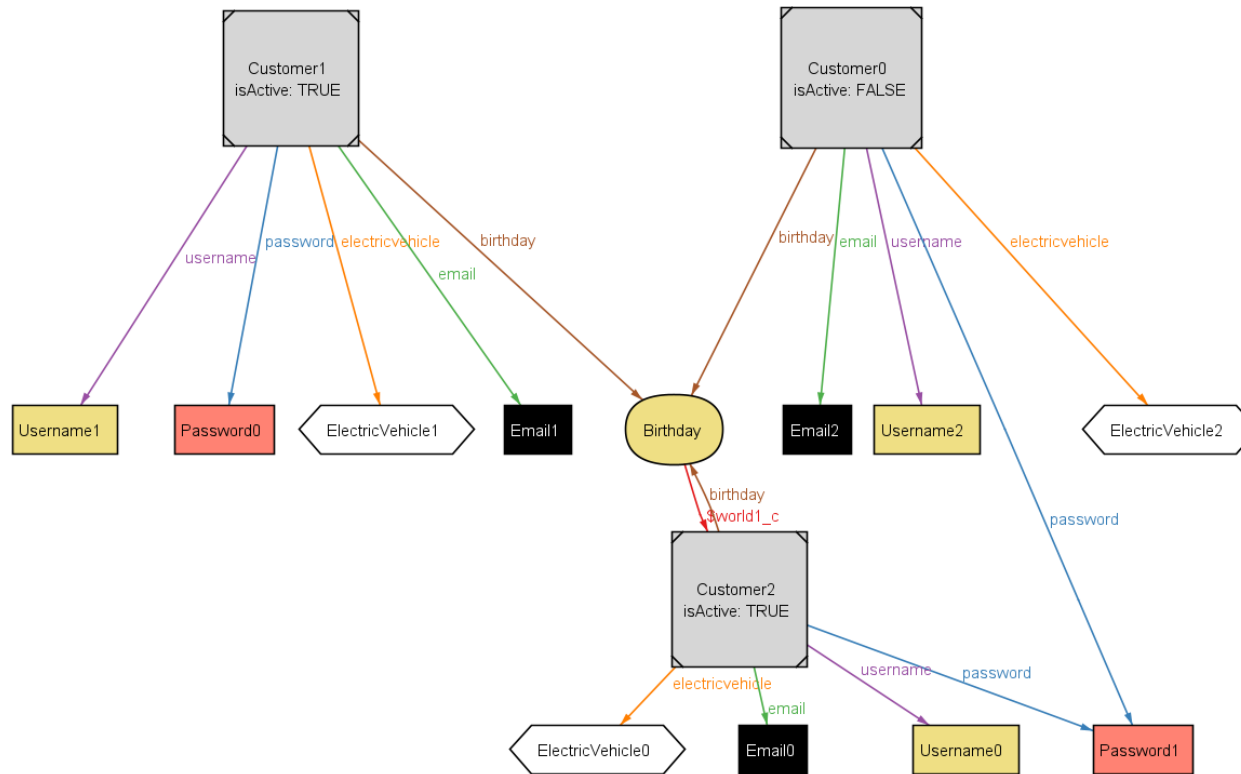 Customer1
isActive: TRUE
Customer0
isActive: FALSE
username
password
electricvehicle
email
birthday
birthday
email
username
electricvehicle
Username1
Password0
ElectricVehicle1
Email1
Birthday
Email2
Username2
ElectricVehicle2
birthday
$world1_c
password
Customer2
isActive: TRUE
electricvehicle
email
username
password
ElectricVehicle0
Email0
Username0
Password1